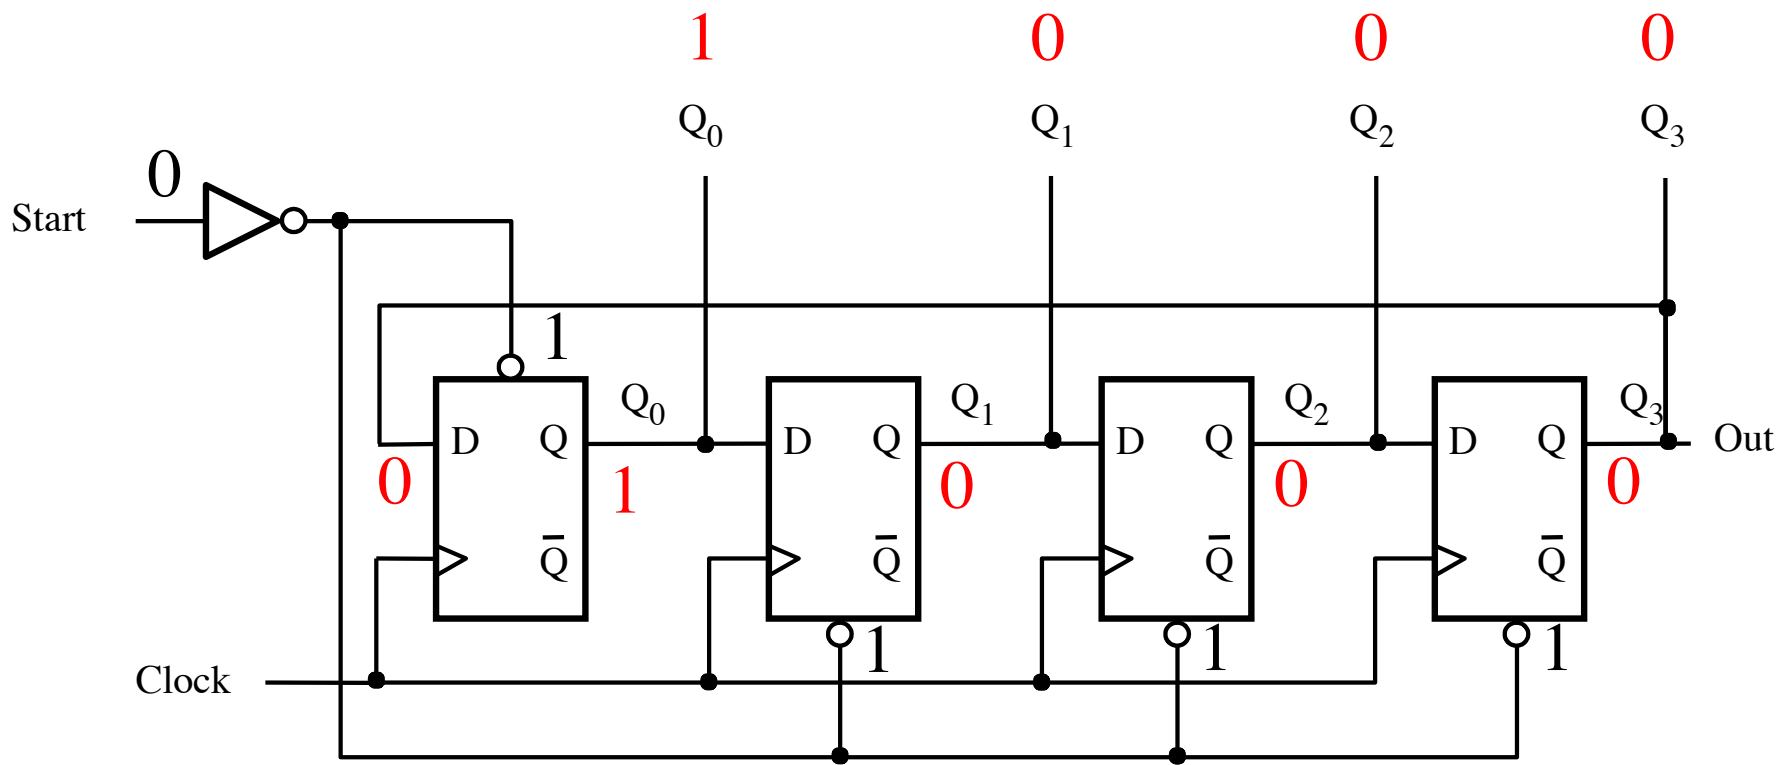 1 0 0 0
Q0 Q1 Q2 Q3
0
Start
1
Q0 Q1 Q2 Q3
D Q D Q D Q D Q Out
0 1 0 0 0
Q̅ Q̅ Q̅ Q̅
1 1 1
Clock